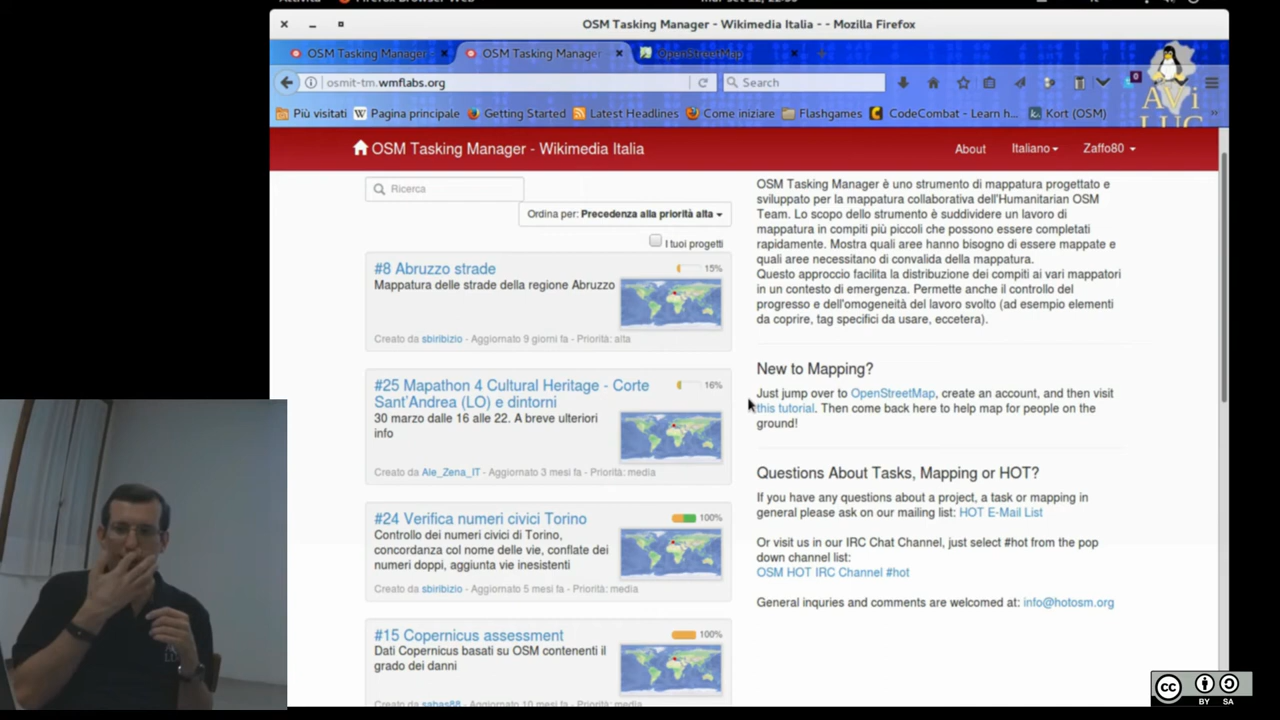 OSM Tasking Manager - Wikimedia Italia - - Mozilla Firefox
OSM Tasking Manager
OSM Tasking Manager
OpenStreetMap
osmit-tm.wmflabs.org
Search
0
Più visitati
Pagina principale
Getting Started
Latest Headlines
Come iniziare
Flashgames
CodeCombat - Learn h...
Kort (OSM)
AVi
LUG
OSM Tasking Manager - Wikimedia Italia
About
Italiano
Zaffo80
Ricerca
Ordina per: Precedenza alla priorità alta
I tuoi progetti
#8 Abruzzo strade
15%
Mappatura delle strade della regione Abruzzo
Creato da sbiribizio - Aggiornato 9 giorni fa - Priorità: alta
#25 Mapathon 4 Cultural Heritage - Corte
Sant'Andrea (LO) e dintorni
16%
30 marzo dalle 16 alle 22. A breve ulteriori
info
Creato da Ale_Zena_IT - Aggiornato 3 mesi fa - Priorità: media
#24 Verifica numeri civici Torino
100%
Controllo dei numeri civici di Torino,
concordanza col nome delle vie, conflate dei
numeri doppi, aggiunta vie inesistenti
Creato da sbiribizio - Aggiornato 5 mesi fa - Priorità: media
#15 Copernicus assessment
100%
Dati Copernicus basati su OSM contenenti il
grado dei danni
Creato da sabas88 - Aggiornato 10 mesi fa - Priorità: media
OSM Tasking Manager è uno strumento di mappatura progettato e
sviluppato per la mappatura collaborativa dell'Humanitarian OSM
Team. Lo scopo dello strumento è suddividere un lavoro di
mappatura in compiti più piccoli che possono essere completati
rapidamente. Mostra quali aree hanno bisogno di essere mappate e
quali aree necessitano di convalida della mappatura.
Questo approccio facilita la distribuzione dei compiti ai vari mappatori
in un contesto di emergenza. Permette anche il controllo del
progresso e dell'omogeneità del lavoro svolto (ad esempio elementi
da coprire, tag specifici da usare, eccetera).
New to Mapping?
Just jump over to OpenStreetMap, create an account, and then visit
this tutorial. Then come back here to help map for people on the
ground!
Questions About Tasks, Mapping or HOT?
If you have any questions about a project, a task or mapping in
general please ask on our mailing list: HOT E-Mail List
Or visit us in our IRC Chat Channel, just select #hot from the pop
down channel list:
OSM HOT IRC Channel #hot
General inquries and comments are welcomed at: info@hotosm.org
cc
BY SA